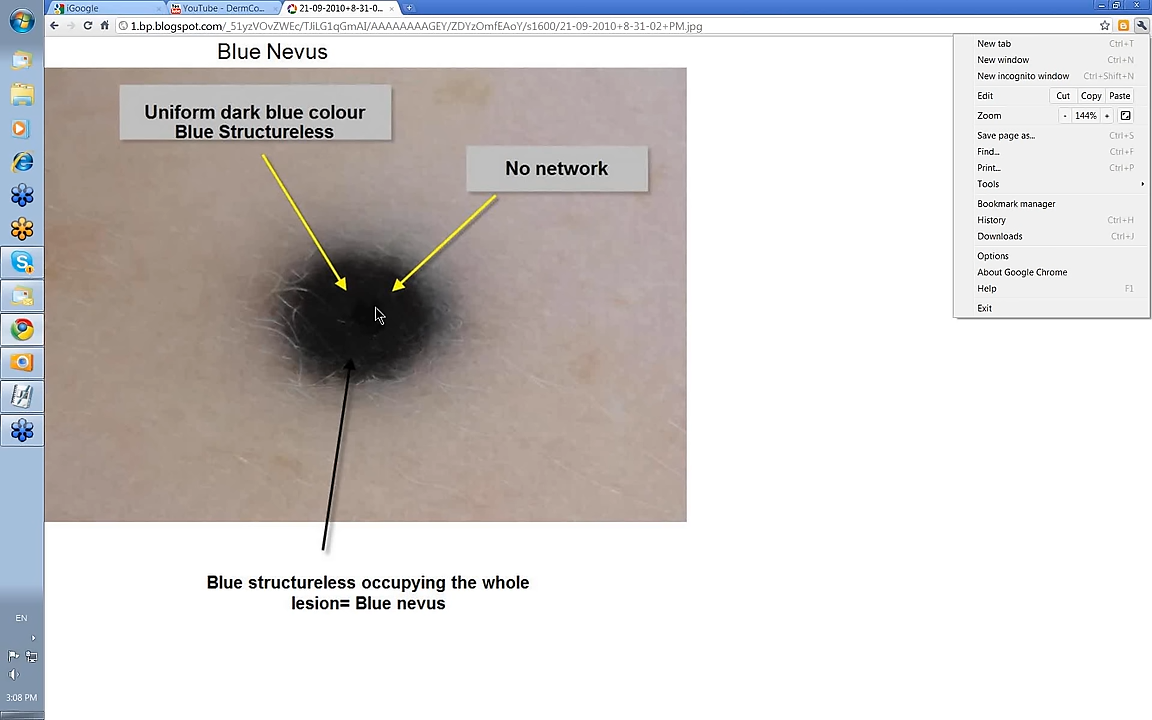 iGoogle
YouTube - DermCo...
21-09-2010+8-31-0...
1.bp.blogspot.com/_51yzVOvZWEc/TJiLG1qGmAI/AAAAAAAAGEY/ZDYzOmfEAoY/s1600/21-09-2010+8-31-02+PM.jpg
Blue Nevus
Uniform dark blue colour
Blue Structureless
No network
Blue structureless occupying the whole
lesion= Blue nevus
New tab Ctrl+T
New window Ctrl+N
New incognito window Ctrl+Shift+N
Edit Cut Copy Paste
Zoom - 144% +
Save page as... Ctrl+S
Find... Ctrl+F
Print... Ctrl+P
Tools
Bookmark manager
History Ctrl+H
Downloads Ctrl+J
Options
About Google Chrome
Help F1
Exit
EN
3:08 PM